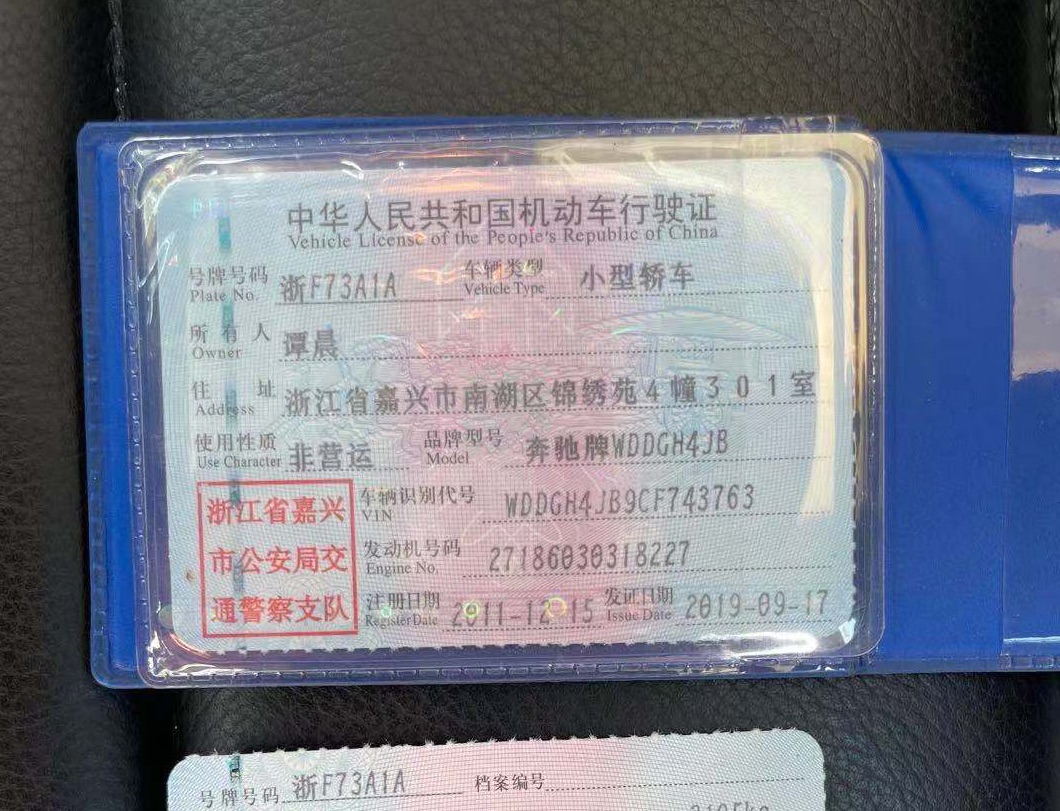 中华人民共和国机动车行驶证
Vehicle License of the People's Republic of China
号牌号码 Plate No. 浙F73A1A 车辆类型 Vehicle Type 小型轿车
所有人 Owner 谭晨
住址 Address 浙江省嘉兴市南湖区锦绣苑4幢301室
使用性质 Use Character 非营运 品牌型号 Model 奔驰牌WDDGH4JB
浙江省嘉兴
市公安局交
通警察支队
车辆识别代号 VIN WDDGH4JB9CF743763
发动机号码 Engine No. 27186030318227
注册日期 Register Date 2011-12-15 发证日期 Issue Date 2019-09-17
号牌号码 浙F73A1A 档案编号